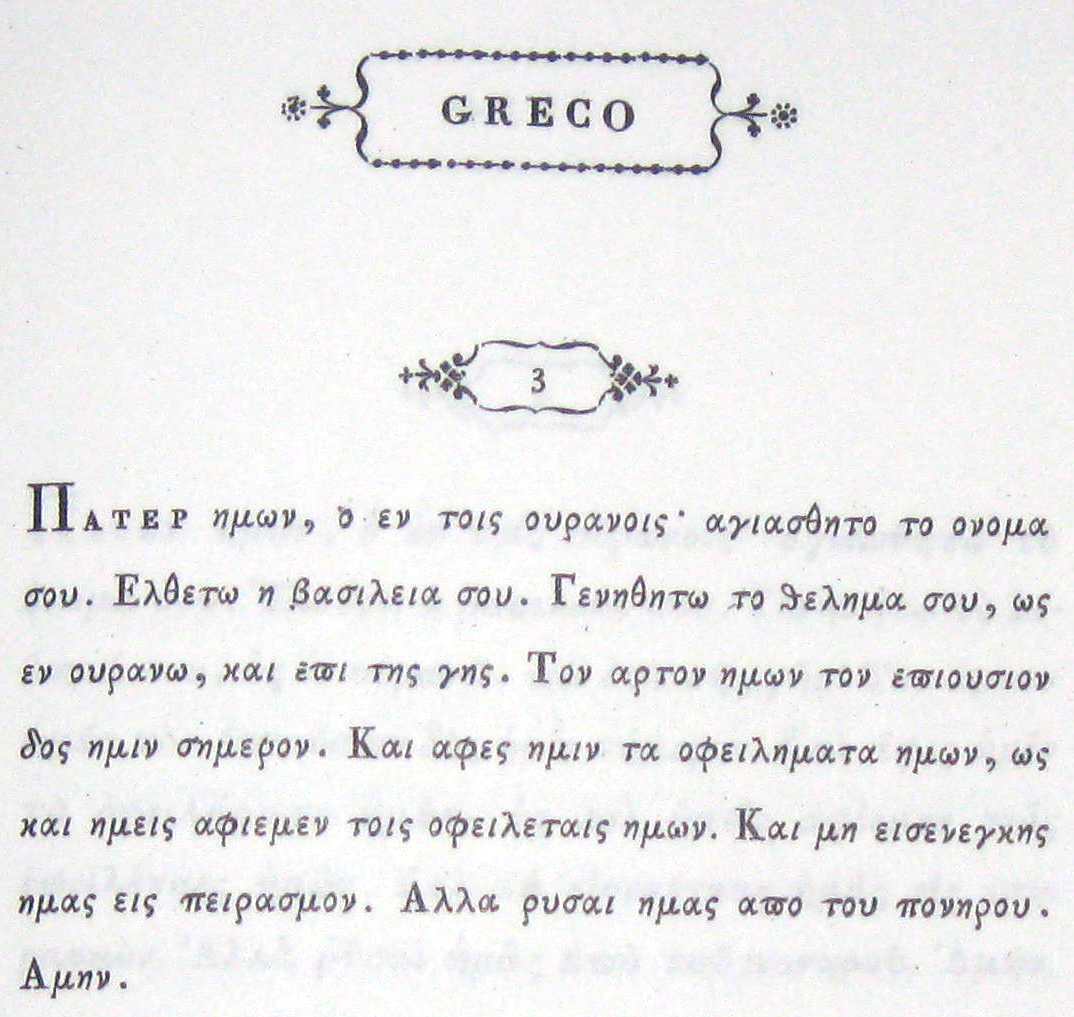 GRECO
3
ΠΑΤΕΡ ημων, ὁ εν τοις ουρανοις· αγιασθητο το ονομα
σου. Ελθετω η βασιλεια σου. Γενηθητω το ϑελημα σου, ως
εν ουρανω, και εϖι της γης. Τον αρτον ημων τον εϖιουσιον
δος ημιν σημερον. Και αφες ημιν τα οφειληματα ημων, ως
και ημεις αφιεμεν τοις οφειλεταις ημων. Και μη εισενεγκης
ημας εις πειρασμον. Αλλα ρυσαι ημας αϖο του πονηρου.
Αμην.